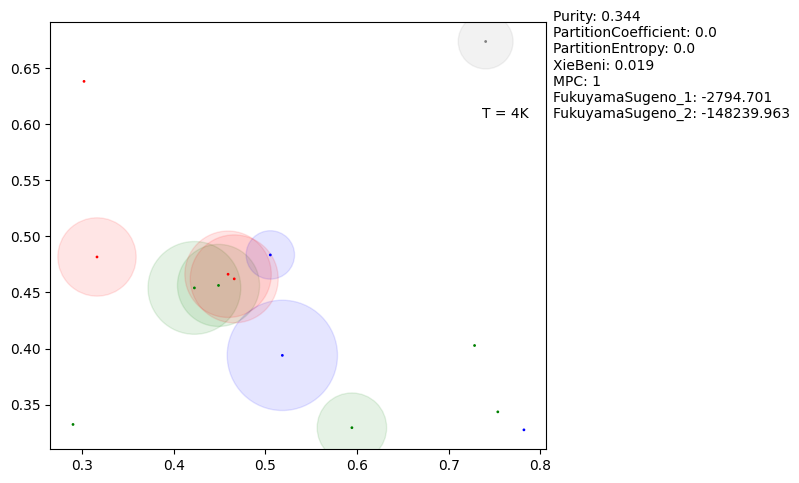 Purity: 0.344
PartitionCoefficient: 0.0
PartitionEntropy: 0.0
XieBeni: 0.019
MPC: 1
FukuyamaSugeno_1: -2794.701
FukuyamaSugeno_2: -148239.963
T = 4K
0.65
0.60
0.55
0.50
0.45
0.40
0.35
0.3
0.4
0.5
0.6
0.7
0.8